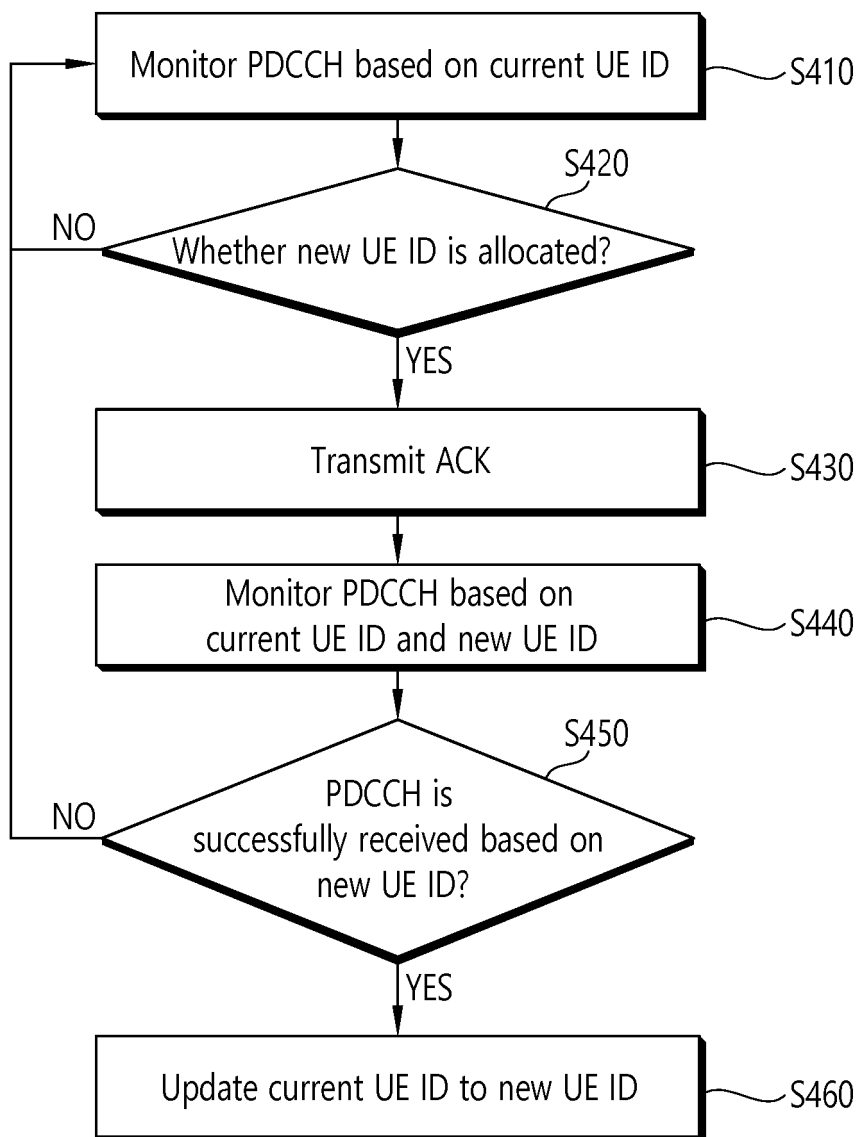 Monitor PDCCH based on current UE ID
S410
S420
Whether new UE ID is allocated?
NO
YES
Transmit ACK
S430
Monitor PDCCH based on
current UE ID and new UE ID
S440
S450
PDCCH is
successfully received based on
new UE ID?
NO
YES
Update current UE ID to new UE ID
S460